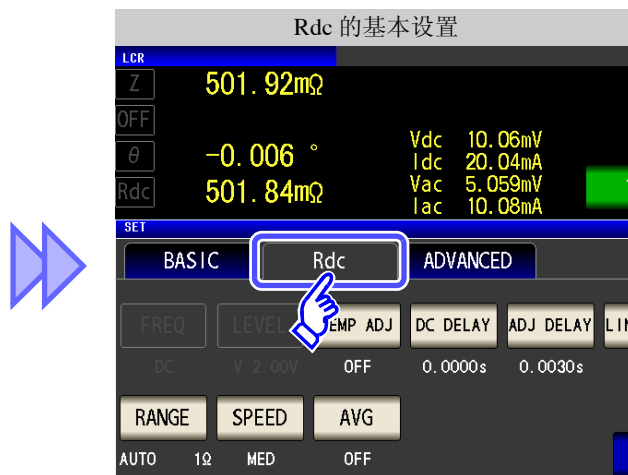 Rdc 的基本设置
LCR
Z 501.92mΩ
OFF
θ -0.006 °
Rdc 501.84mΩ
Vdc 10.06mV
Idc 20.04mA
Vac 5.059mV
Iac 10.08mA
SET
BASIC Rdc ADVANCED
FREQ LEVEL EMP ADJ DC DELAY ADJ DELAY LIN
DC V 2.00V OFF 0.0000s 0.0030s
RANGE SPEED AVG
AUTO 1Ω MED OFF